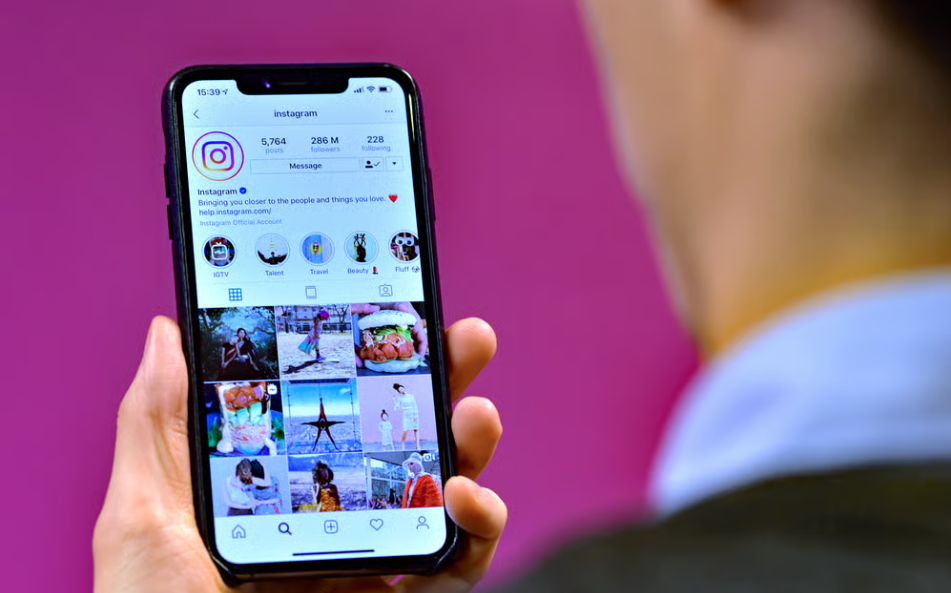 15:39
instagram
5,764 286 M 228
posts followers following
Message
Instagram
Bringing you closer to the people and things you love. ❤️
help.instagram.com/
Instagram Official Account
IGTV Talent Travel Beauty 💄 Fluff